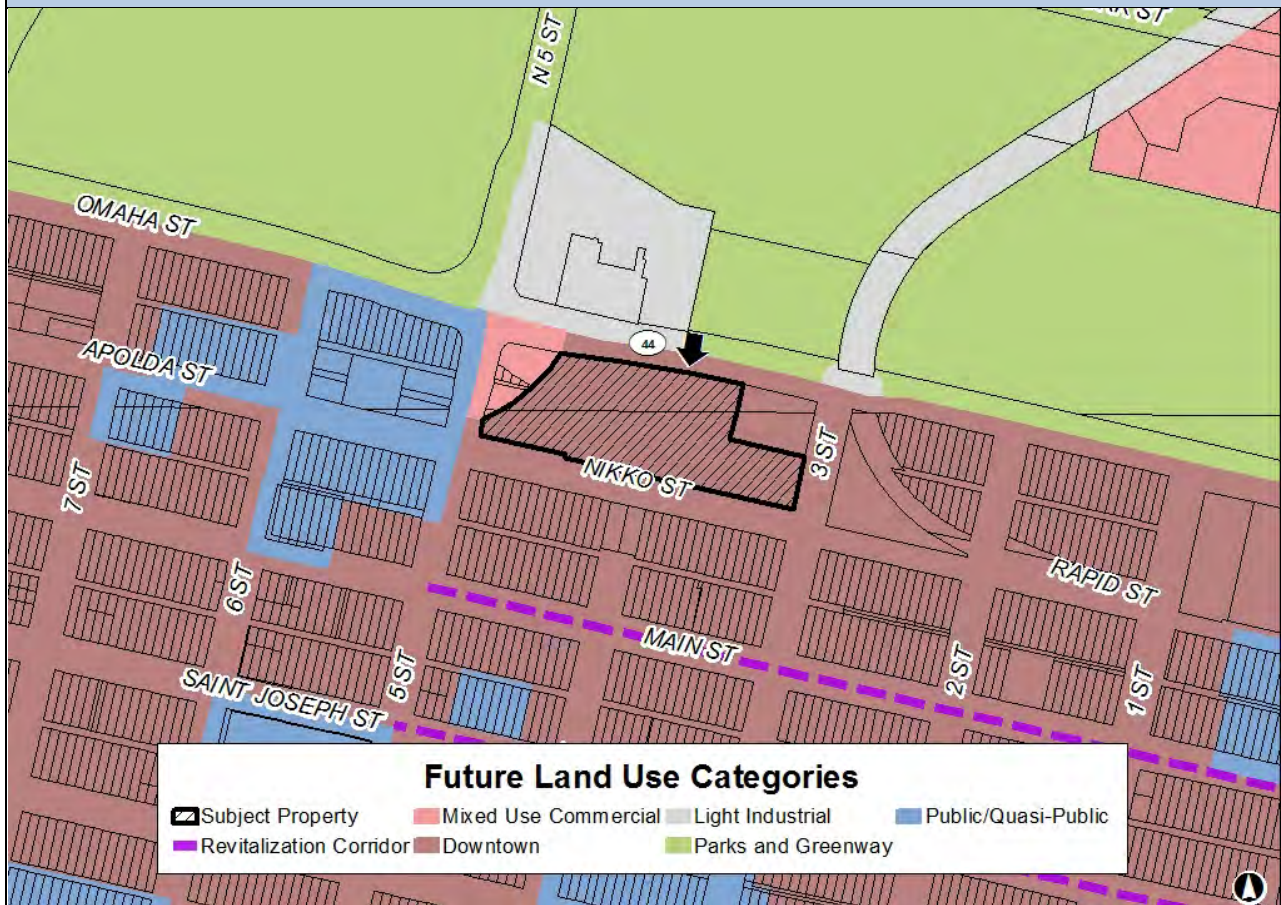 N 5 ST
ST
OMAHA ST
44
APOLDA ST
3 ST
NIKKO ST
7 ST
RAPID ST
6 ST
MAIN ST
5 ST
2 ST
1 ST
SAINT JOSEPH ST
Future Land Use Categories
Subject Property Mixed Use Commercial Light Industrial Public/Quasi-Public
Revitalization Corridor Downtown Parks and Greenway